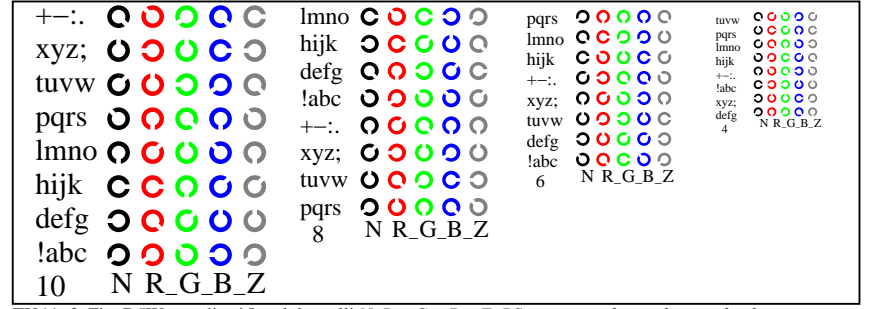 +−:.
xyz;
tuvw
pqrs
lmno
hijk
defg
!abc
10 N R_G_B_Z
lmno
hijk
defg
!abc
+−:.
xyz;
tuvw
pqrs
8 N R_G_B_Z
pqrs
lmno
hijk
+−:.
xyz;
tuvw
defg
!abc
6 N R_G_B_Z
tuvw
pqrs
lmno
hijk
+−:.
!abc
xyz;
defg
4 N R_G_B_Z